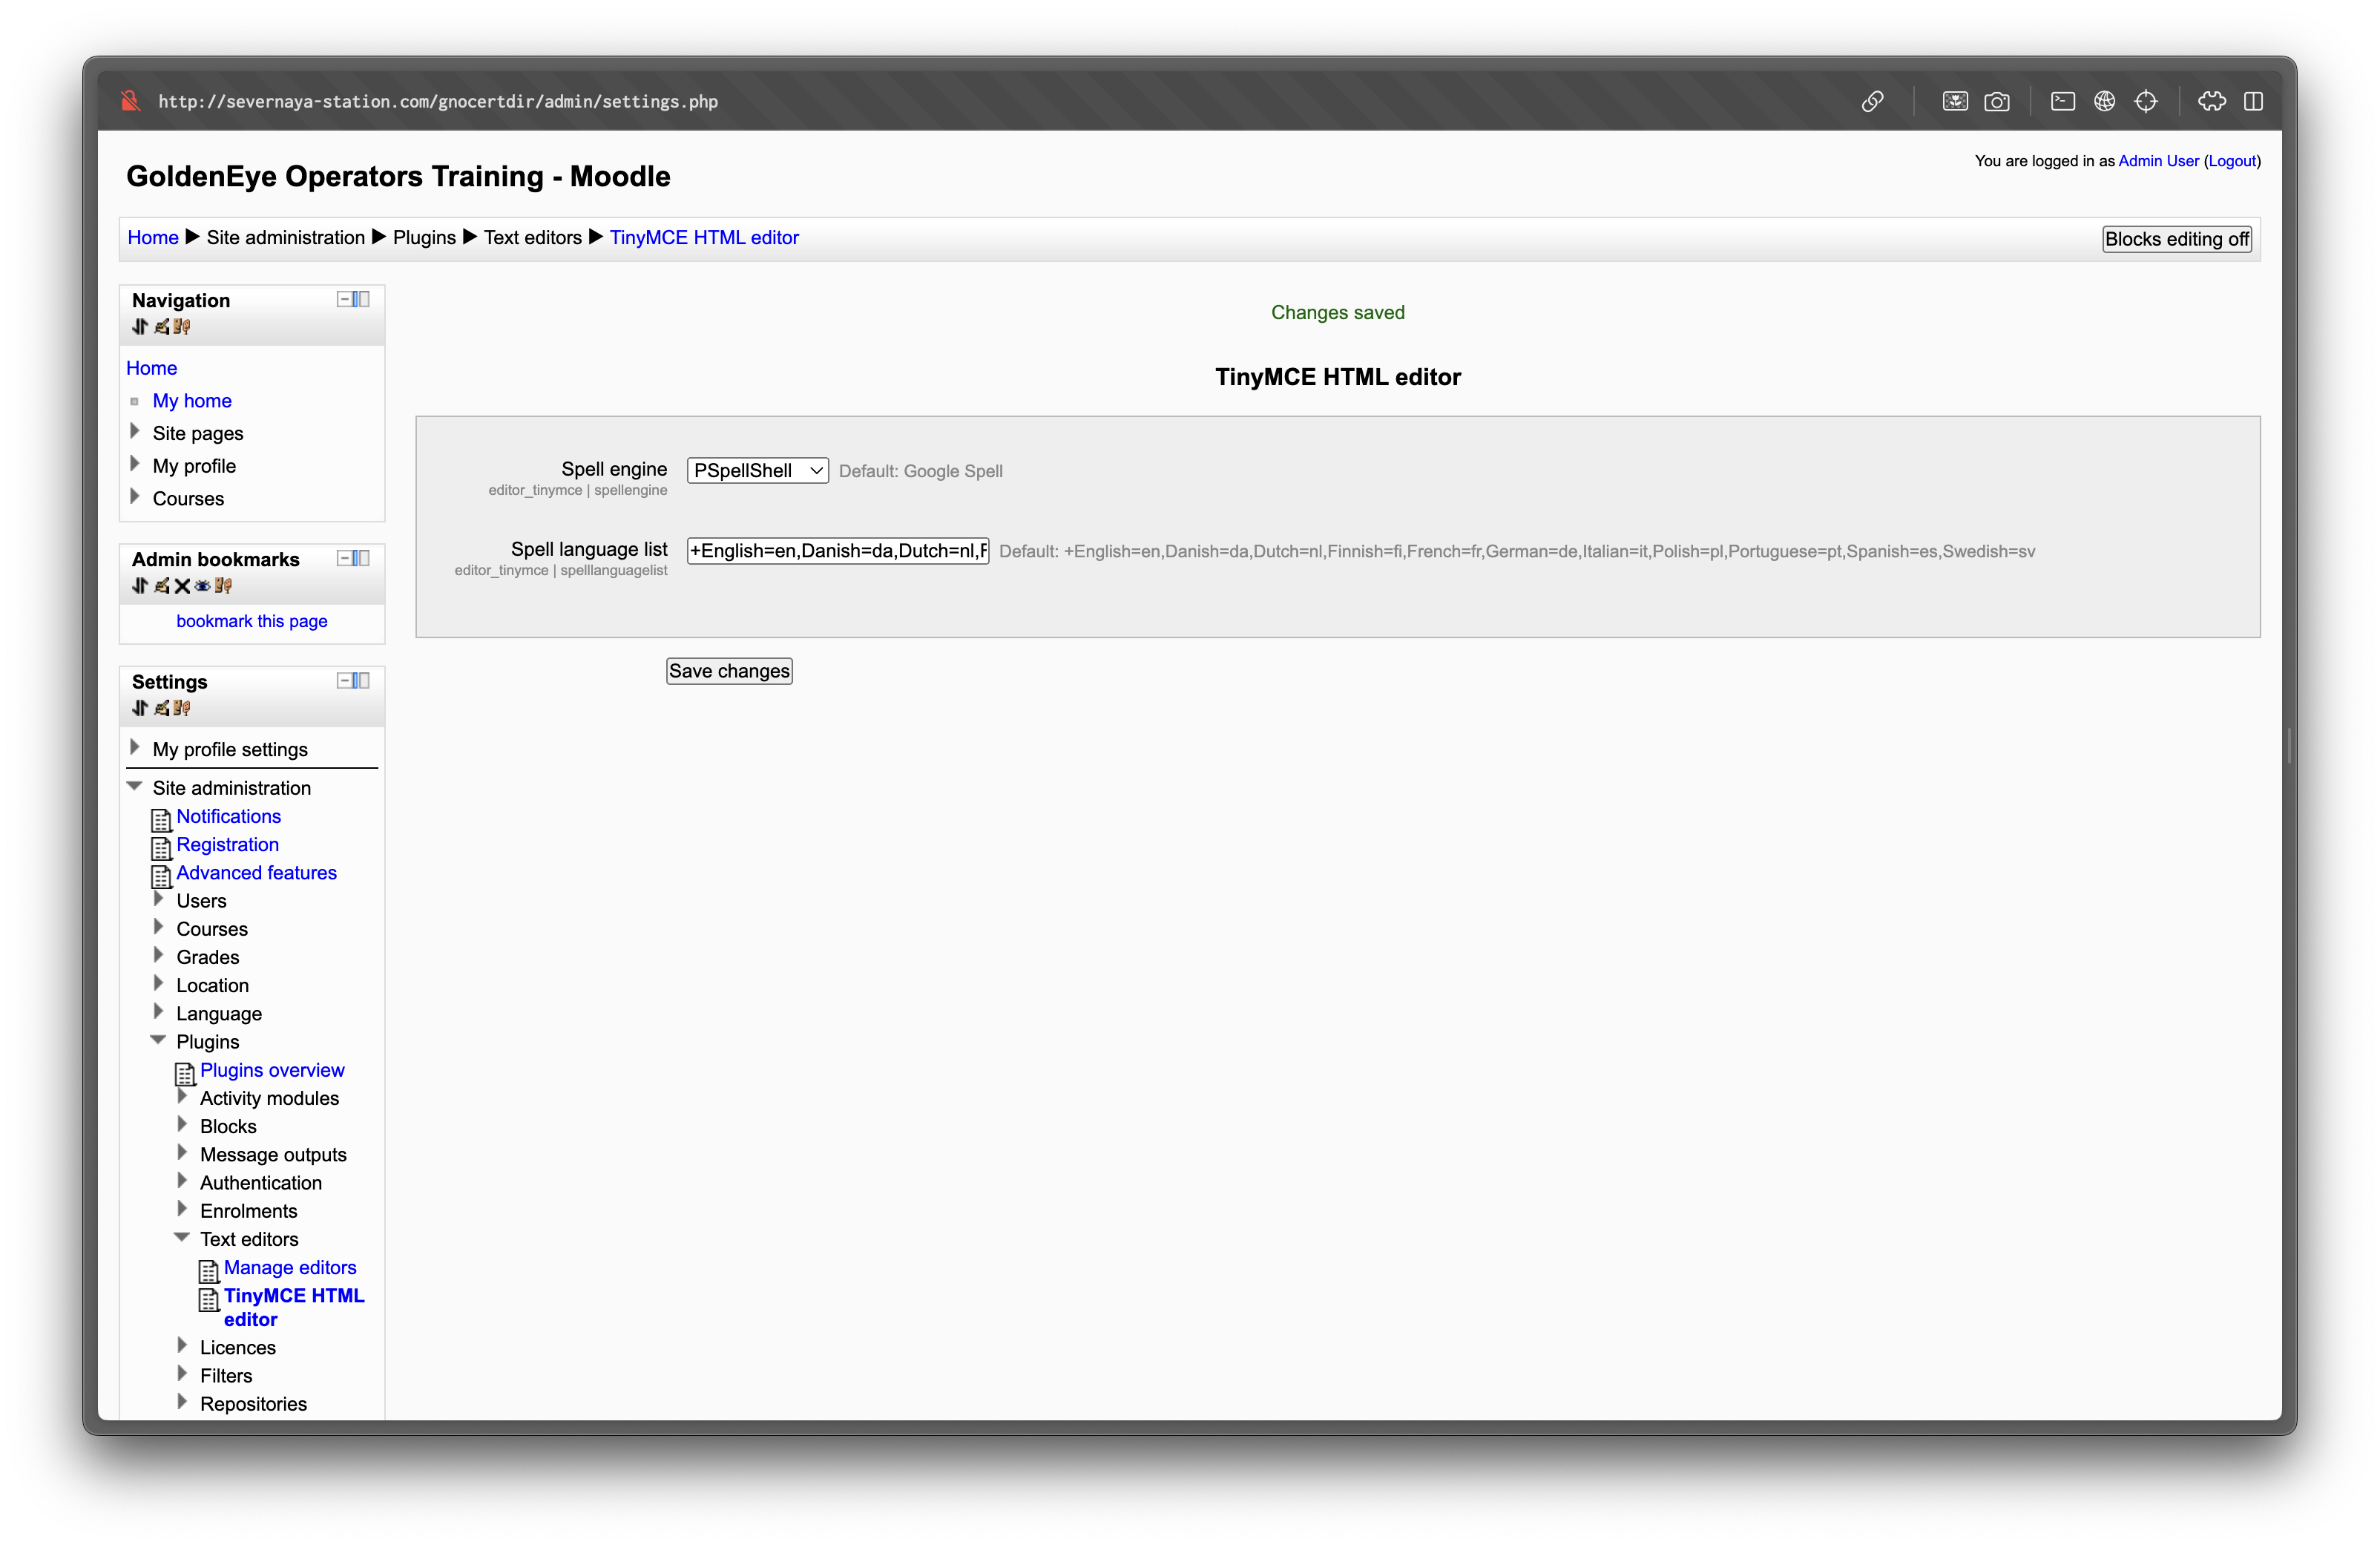 http://severnaya-station.com/gnocertdir/admin/settings.php
GoldenEye Operators Training - Moodle
You are logged in as Admin User (Logout)
Home ▶ Site administration ▶ Plugins ▶ Text editors ▶ TinyMCE HTML editor
Blocks editing off
Navigation
Home
My home
Site pages
My profile
Courses
Admin bookmarks
bookmark this page
Settings
My profile settings
Site administration
Notifications
Registration
Advanced features
Users
Courses
Grades
Location
Language
Plugins
Plugins overview
Activity modules
Blocks
Message outputs
Authentication
Enrolments
Text editors
Manage editors
TinyMCE HTML
editor
Licences
Filters
Repositories
Changes saved
TinyMCE HTML editor
Spell engine
editor_tinymce | spellengine
PSpellShell
Default: Google Spell
Spell language list
editor_tinymce | spelllanguagelist
+English=en,Danish=da,Dutch=nl,F
Default: +English=en,Danish=da,Dutch=nl,Finnish=fi,French=fr,German=de,Italian=it,Polish=pl,Portuguese=pt,Spanish=es,Swedish=sv
Save changes